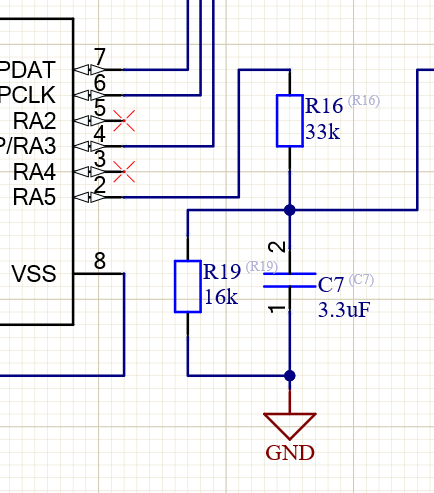 7
PDAT
6
PCLK
5
RA2
4
P/RA3
3
RA4
2
RA5
8
VSS
R16 (R16)
33k
2
R19 (R19)
16k
C7 (C7)
3.3uF
1
GND